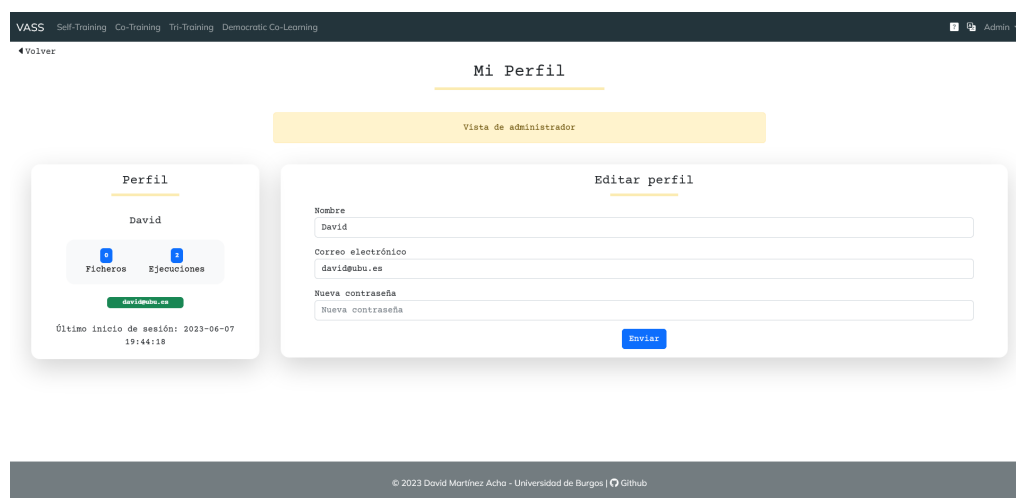 VASS Self-Training Co-Training Tri-Training Democratic Co-Learning Admin
Volver
Mi Perfil
Vista de administrador
Perfil
David
0 2
Ficheros Ejecuciones
david@ubu.es
Último inicio de sesión: 2023-06-07
19:44:18
Editar perfil
Nombre
David
Correo electrónico
david@ubu.es
Nueva contraseña
Nueva contraseña
Enviar
© 2023 David Martínez Acha - Universidad de Burgos | Github